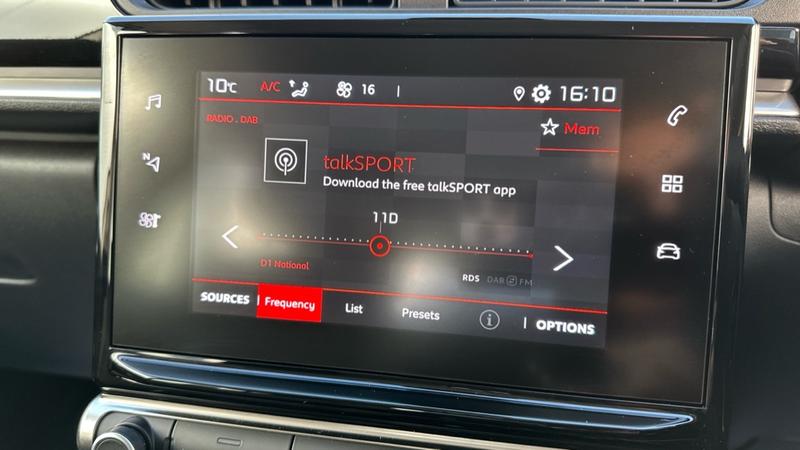 10°C A/C 16 16:10
RADIO . DAB
Mem
talkSPORT
Download the free talkSPORT app
11D
D1 National
RDS DAB FM
SOURCES Frequency List Presets i OPTIONS
N